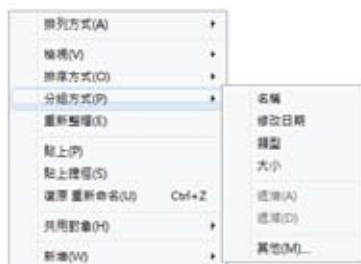 排列方式(A)
檢視(V)
排序方式(O)
分組方式(P)
重新整理(E)
貼上(P)
貼上捷徑(S)
復原 重新命名(U) Ctrl+Z
共用對象(H)
新增(W)
名稱
修改日期
類型
大小
遞增(A)
遞減(D)
其他(M)...